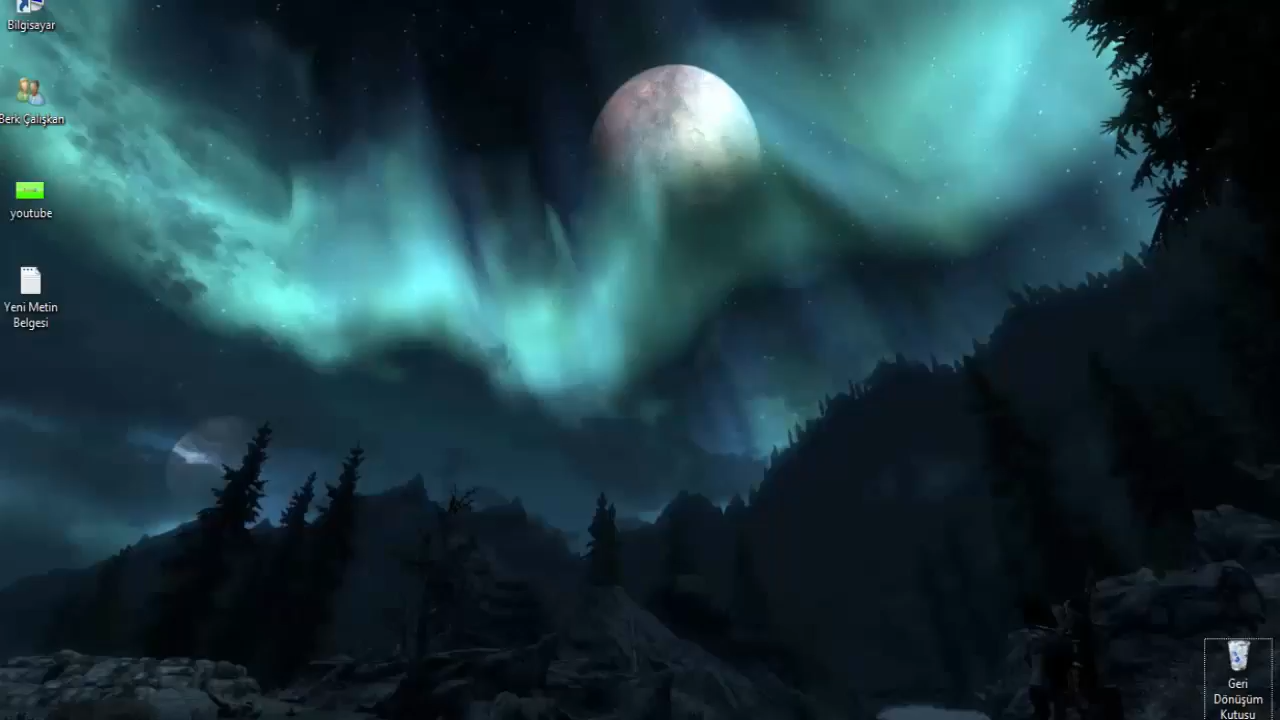 Bilgisayar
Berk Çalışkan
youtube
Yeni Metin
Belgesi
Geri
Dönüşüm
Kutusu